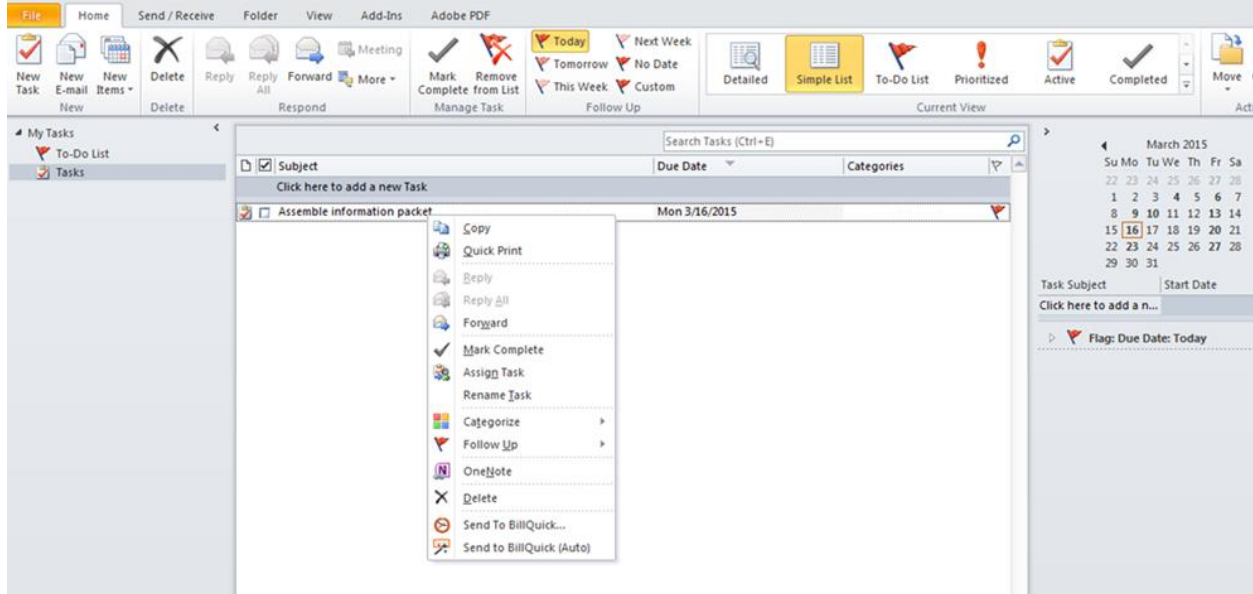 File Home Send / Receive Folder View Add-Ins Adobe PDF
New Task
New E-mail
New Items
New
Delete
Delete
Reply
Reply All
Forward
Meeting
More
Respond
Mark Complete
Remove from List
Manage Task
Today
Tomorrow
This Week
Next Week
No Date
Custom
Follow Up
Detailed
Simple List
To-Do List
Prioritized
Active
Completed
Current View
Move
My Tasks
To-Do List
Tasks
Search Tasks (Ctrl+E)
Subject Due Date Categories
Click here to add a new Task
Assemble information packet Mon 3/16/2015
Copy
Quick Print
Reply
Reply All
Forward
Mark Complete
Assign Task
Rename Task
Categorize
Follow Up
OneNote
Delete
Send To BillQuick...
Send to BillQuick (Auto)
March 2015
Su Mo Tu We Th Fr Sa
22 23 24 25 26 27 28
1 2 3 4 5 6 7
8 9 10 11 12 13 14
15 16 17 18 19 20 21
22 23 24 25 26 27 28
29 30 31
Task Subject Start Date
Click here to add a n...
Flag: Due Date: Today